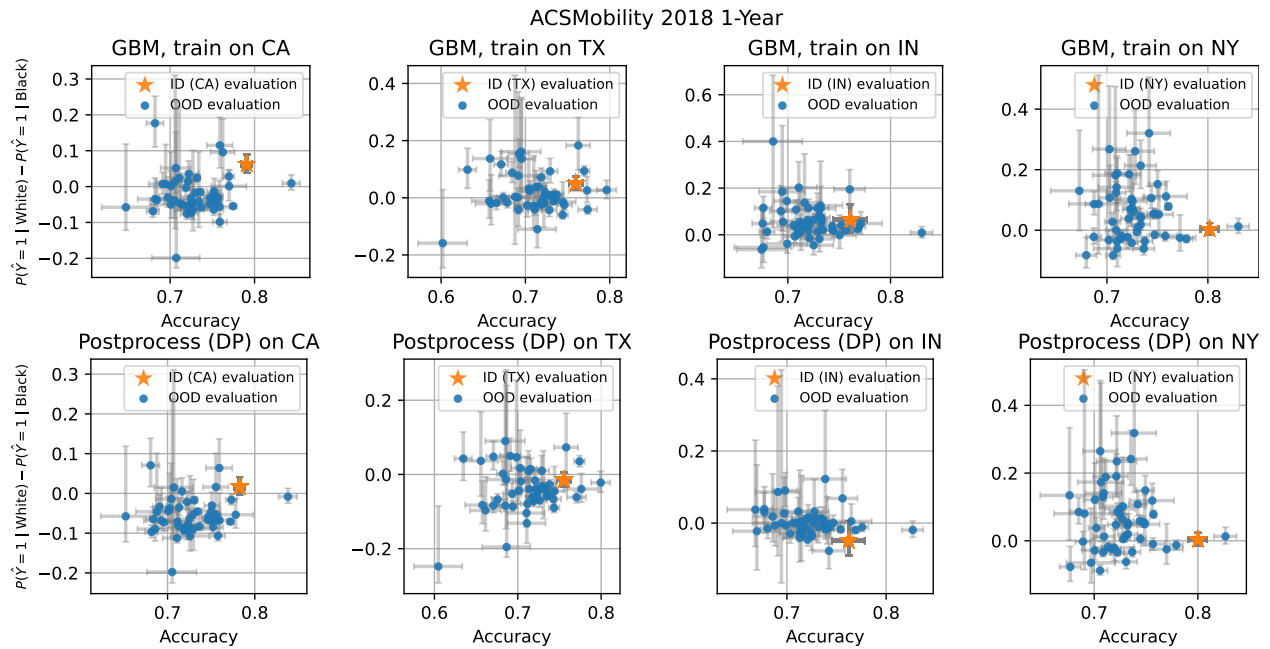 ACSMobility 2018 1-Year
GBM, train on CA
GBM, train on TX
GBM, train on IN
GBM, train on NY
P(Ŷ = 1 | White) − P(Ŷ = 1 | Black)
0.3
0.2
0.1
0.0
−0.1
−0.2
ID (CA) evaluation
OOD evaluation
0.7
0.8
Accuracy
0.4
0.2
0.0
−0.2
ID (TX) evaluation
OOD evaluation
0.6
0.7
0.8
Accuracy
0.6
0.4
0.2
0.0
ID (IN) evaluation
OOD evaluation
0.7
0.8
Accuracy
0.4
0.2
0.0
ID (NY) evaluation
OOD evaluation
0.7
0.8
Accuracy
Postprocess (DP) on CA
Postprocess (DP) on TX
Postprocess (DP) on IN
Postprocess (DP) on NY
P(Ŷ = 1 | White) − P(Ŷ = 1 | Black)
0.3
0.2
0.1
0.0
−0.1
−0.2
ID (CA) evaluation
OOD evaluation
0.7
0.8
Accuracy
0.2
0.0
−0.2
ID (TX) evaluation
OOD evaluation
0.6
0.7
0.8
Accuracy
0.4
0.2
0.0
ID (IN) evaluation
OOD evaluation
0.7
0.8
Accuracy
0.4
0.2
0.0
ID (NY) evaluation
OOD evaluation
0.7
0.8
Accuracy